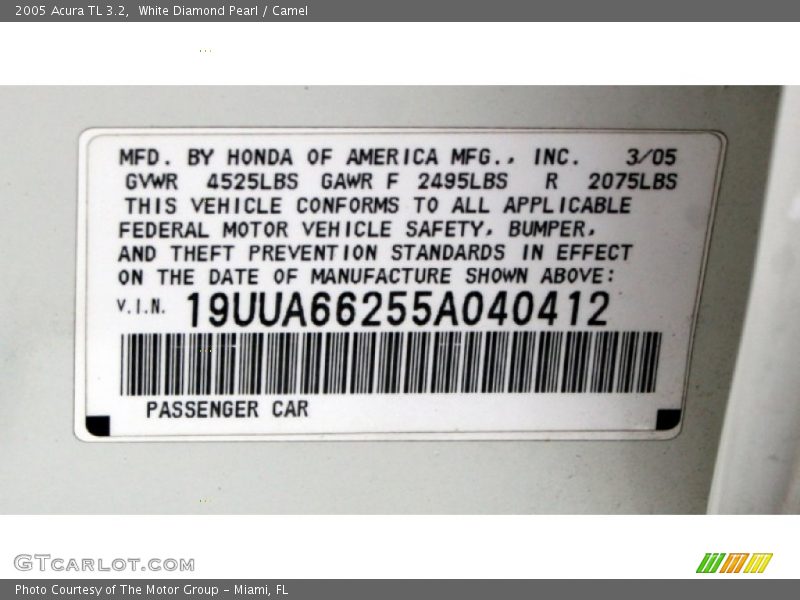 2005 Acura TL 3.2,  White Diamond Pearl / Camel
MFD. BY HONDA OF AMERICA MFG., INC. 3/05
GVWR 4525LBS GAWR F 2495LBS R 2075LBS
THIS VEHICLE CONFORMS TO ALL APPLICABLE
FEDERAL MOTOR VEHICLE SAFETY, BUMPER,
AND THEFT PREVENTION STANDARDS IN EFFECT
ON THE DATE OF MANUFACTURE SHOWN ABOVE:
V.I.N. 19UUA66255A040412
PASSENGER CAR
GTCARLOT.COM
Photo Courtesy of The Motor Group - Miami, FL